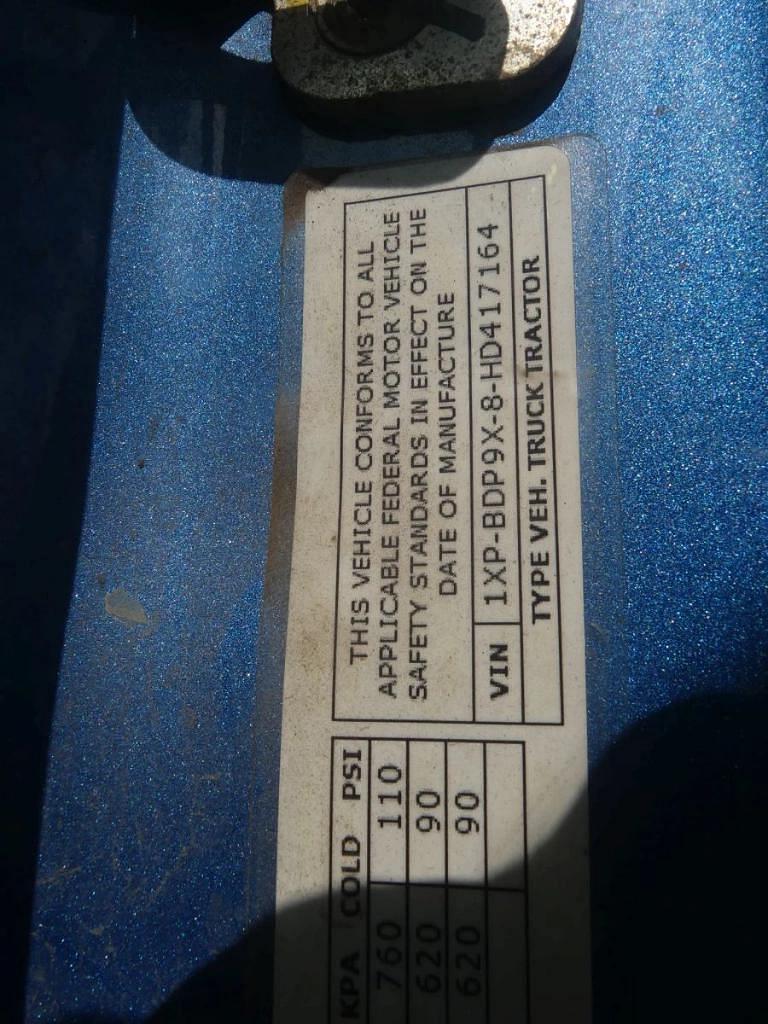 KPA COLD PSI
760 110
620 90
620 90
THIS VEHICLE CONFORMS TO ALL
APPLICABLE FEDERAL MOTOR VEHICLE
SAFETY STANDARDS IN EFFECT ON THE
DATE OF MANUFACTURE
VIN 1XP-BDP9X-8-HD417164
TYPE VEH. TRUCK TRACTOR